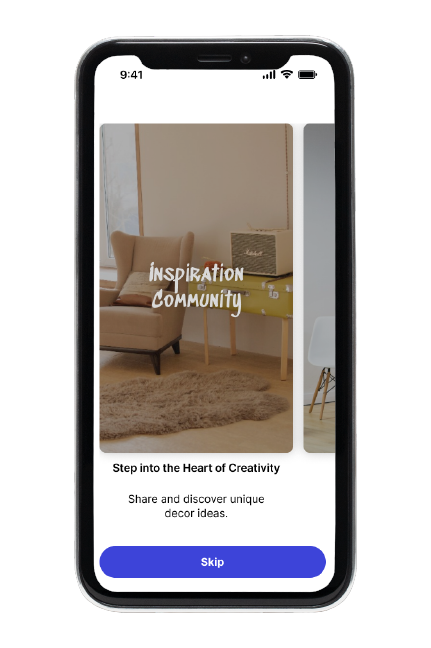 9:41
Inspiration
Community
Step into the Heart of Creativity
Share and discover unique
decor ideas.
Skip